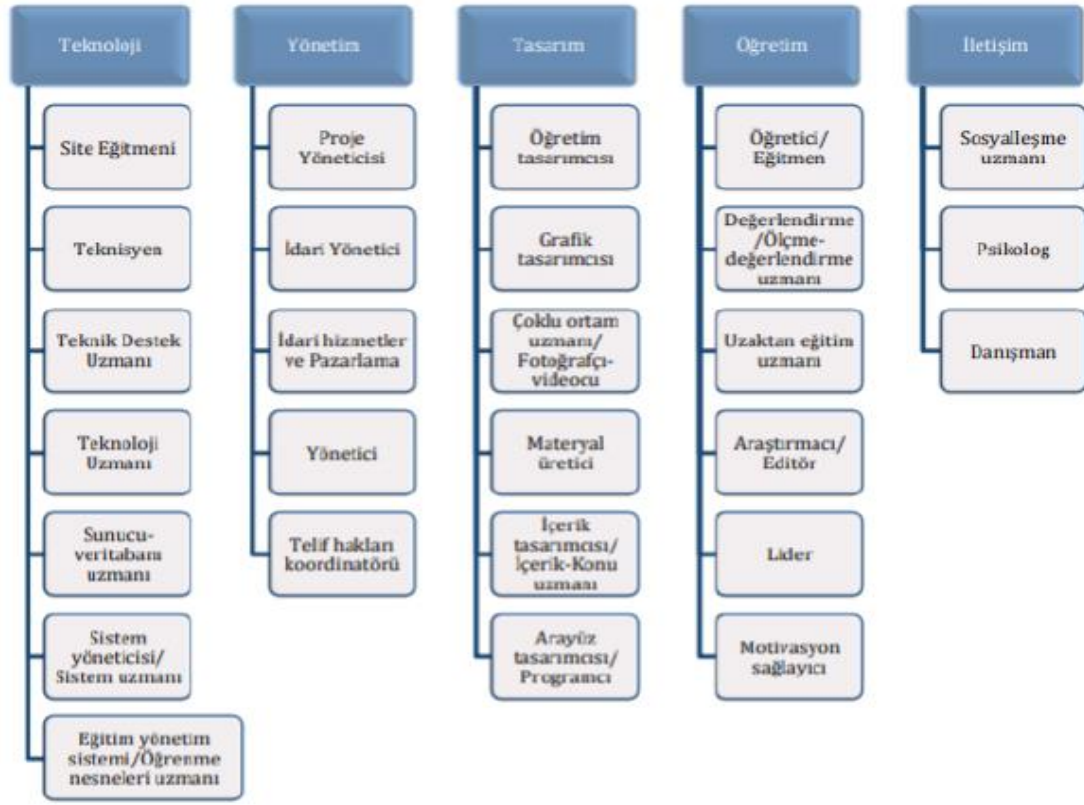 Teknoloji
Site Eğitmeni
Teknisyen
Teknik Destek
Uzmanı
Teknoloji
Uzmanı
Sunucu-
veritabanı
uzmanı
Sistem
yöneticisi/
Sistem uzmanı
Eğitim yönetim
sistemi/Öğrenme
nesneleri uzmanı
Yönetim
Proje
Yöneticisi
İdari Yönetici
İdari hizmetler
ve Pazarlama
Yönetici
Telif hakları
koordinatörü
Tasarım
Öğretim
tasarımcısı
Grafik
tasarımcısı
Çoklu ortam
uzmanı/
Fotoğrafçı-
videocu
Materyal
üretici
İçerik
tasarımcısı/
İçerik-Konu
uzmanı
Arayüz
tasarımcısı/
Programcı
Öğretim
Öğretici/
Eğitmen
Değerlendirme
/Ölçme-
değerlendirme
uzmanı
Uzaktan eğitim
uzmanı
Araştırmacı/
Editör
Lider
Motivasyon
sağlayıcı
İletişim
Sosyalleşme
uzmanı
Psikolog
Danışman